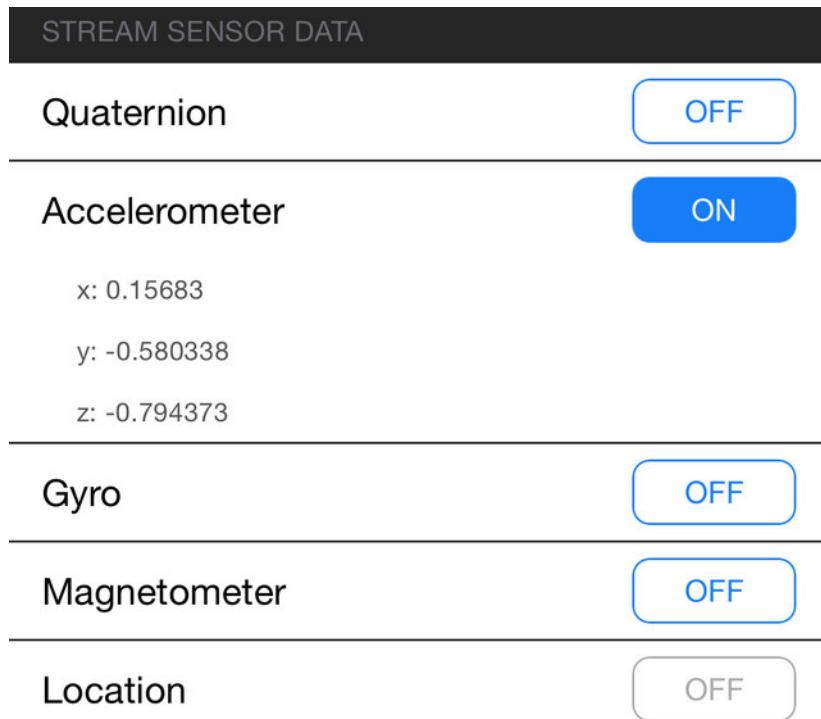 STREAM SENSOR DATA
Quaternion OFF
Accelerometer ON
x: 0.15683
y: -0.580338
z: -0.794373
Gyro OFF
Magnetometer OFF
Location OFF